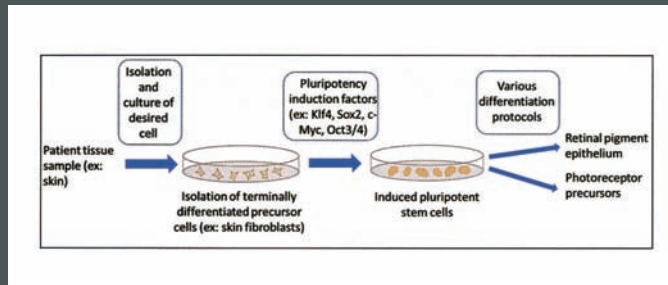 Isolation
and
culture of
desired
cell
Pluripotency
induction factors
(ex: Klf4, Sox2, c-
Myc, Oct3/4)
Various
differentiation
protocols
Patient tissue
sample (ex:
skin)
Isolation of terminally
differentiated precursor
cells (ex: skin fibroblasts)
Induced pluripotent
stem cells
Retinal pigment
epithelium
Photoreceptor
precursors